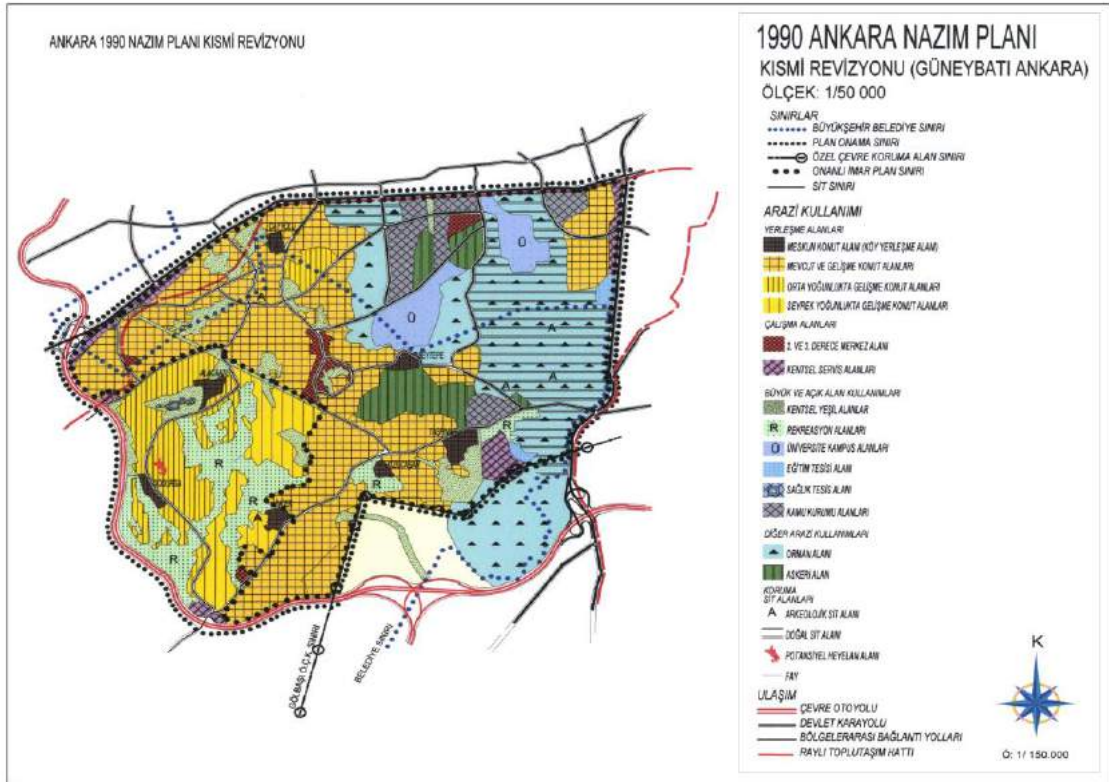 ANKARA 1990 NAZIM PLANI KISMİ REVİZYONU
1990 ANKARA NAZIM PLANI
KISMİ REVİZYONU (GÜNEYBATI ANKARA)
ÖLÇEK: 1/50 000
SINIRLAR
BÜYÜKŞEHİR BELEDİYE SINIRI
PLAN ONAMA SINIRI
ÖZEL ÇEVRE KORUMA ALAN SINIRI
ONANLI İMAR PLAN SINIRI
SİT SINIRI
ARAZİ KULLANIMI
YERLEŞME ALANLARI
MESKUN KONUT ALANI (KÖY YERLEŞME ALANI)
MEVCUT VE GELİŞME KONUT ALANLARI
ORTA YOĞUNLUKTA GELİŞME KONUT ALANLARI
SEYREK YOĞUNLUKTA GELİŞME KONUT ALANLARI
ÇALIŞMA ALANLARI
2. VE 3. DERECE MERKEZ ALANI
KENTSEL SERVİS ALANLARI
BÜYÜK VE AÇIK ALAN KULLANIMLARI
KENTSEL YEŞİL ALANLAR
R REKREASYON ALANLARI
Ü ÜNİVERSİTE KAMPUS ALANLARI
EĞİTİM TESİSİ ALANI
SAĞLIK TESİS ALANI
KAMU KURUMU ALANLARI
DİĞER ARAZİ KULLANIMLARI
ORMAN ALANI
ASKERİ ALAN
KORUMA
SİT ALANLARI
A ARKEOLOJİK SİT ALANI
DOĞAL SİT ALANI
POTANSİYEL HEYELAN ALANI
FAY
ULAŞIM
ÇEVRE OTOYOLU
DEVLET KARAYOLU
BÖLGELERARASI BAĞLANTI YOLLARI
RAYLI TOPLUTAŞIM HATTI
K
Ö: 1/ 150.000
Ü
Ü
A
A
A
A
R
R
R
R
R
A
R
GÖLBAŞI Ö.Ç.K. SINIRI
BELEDİYE SINIRI